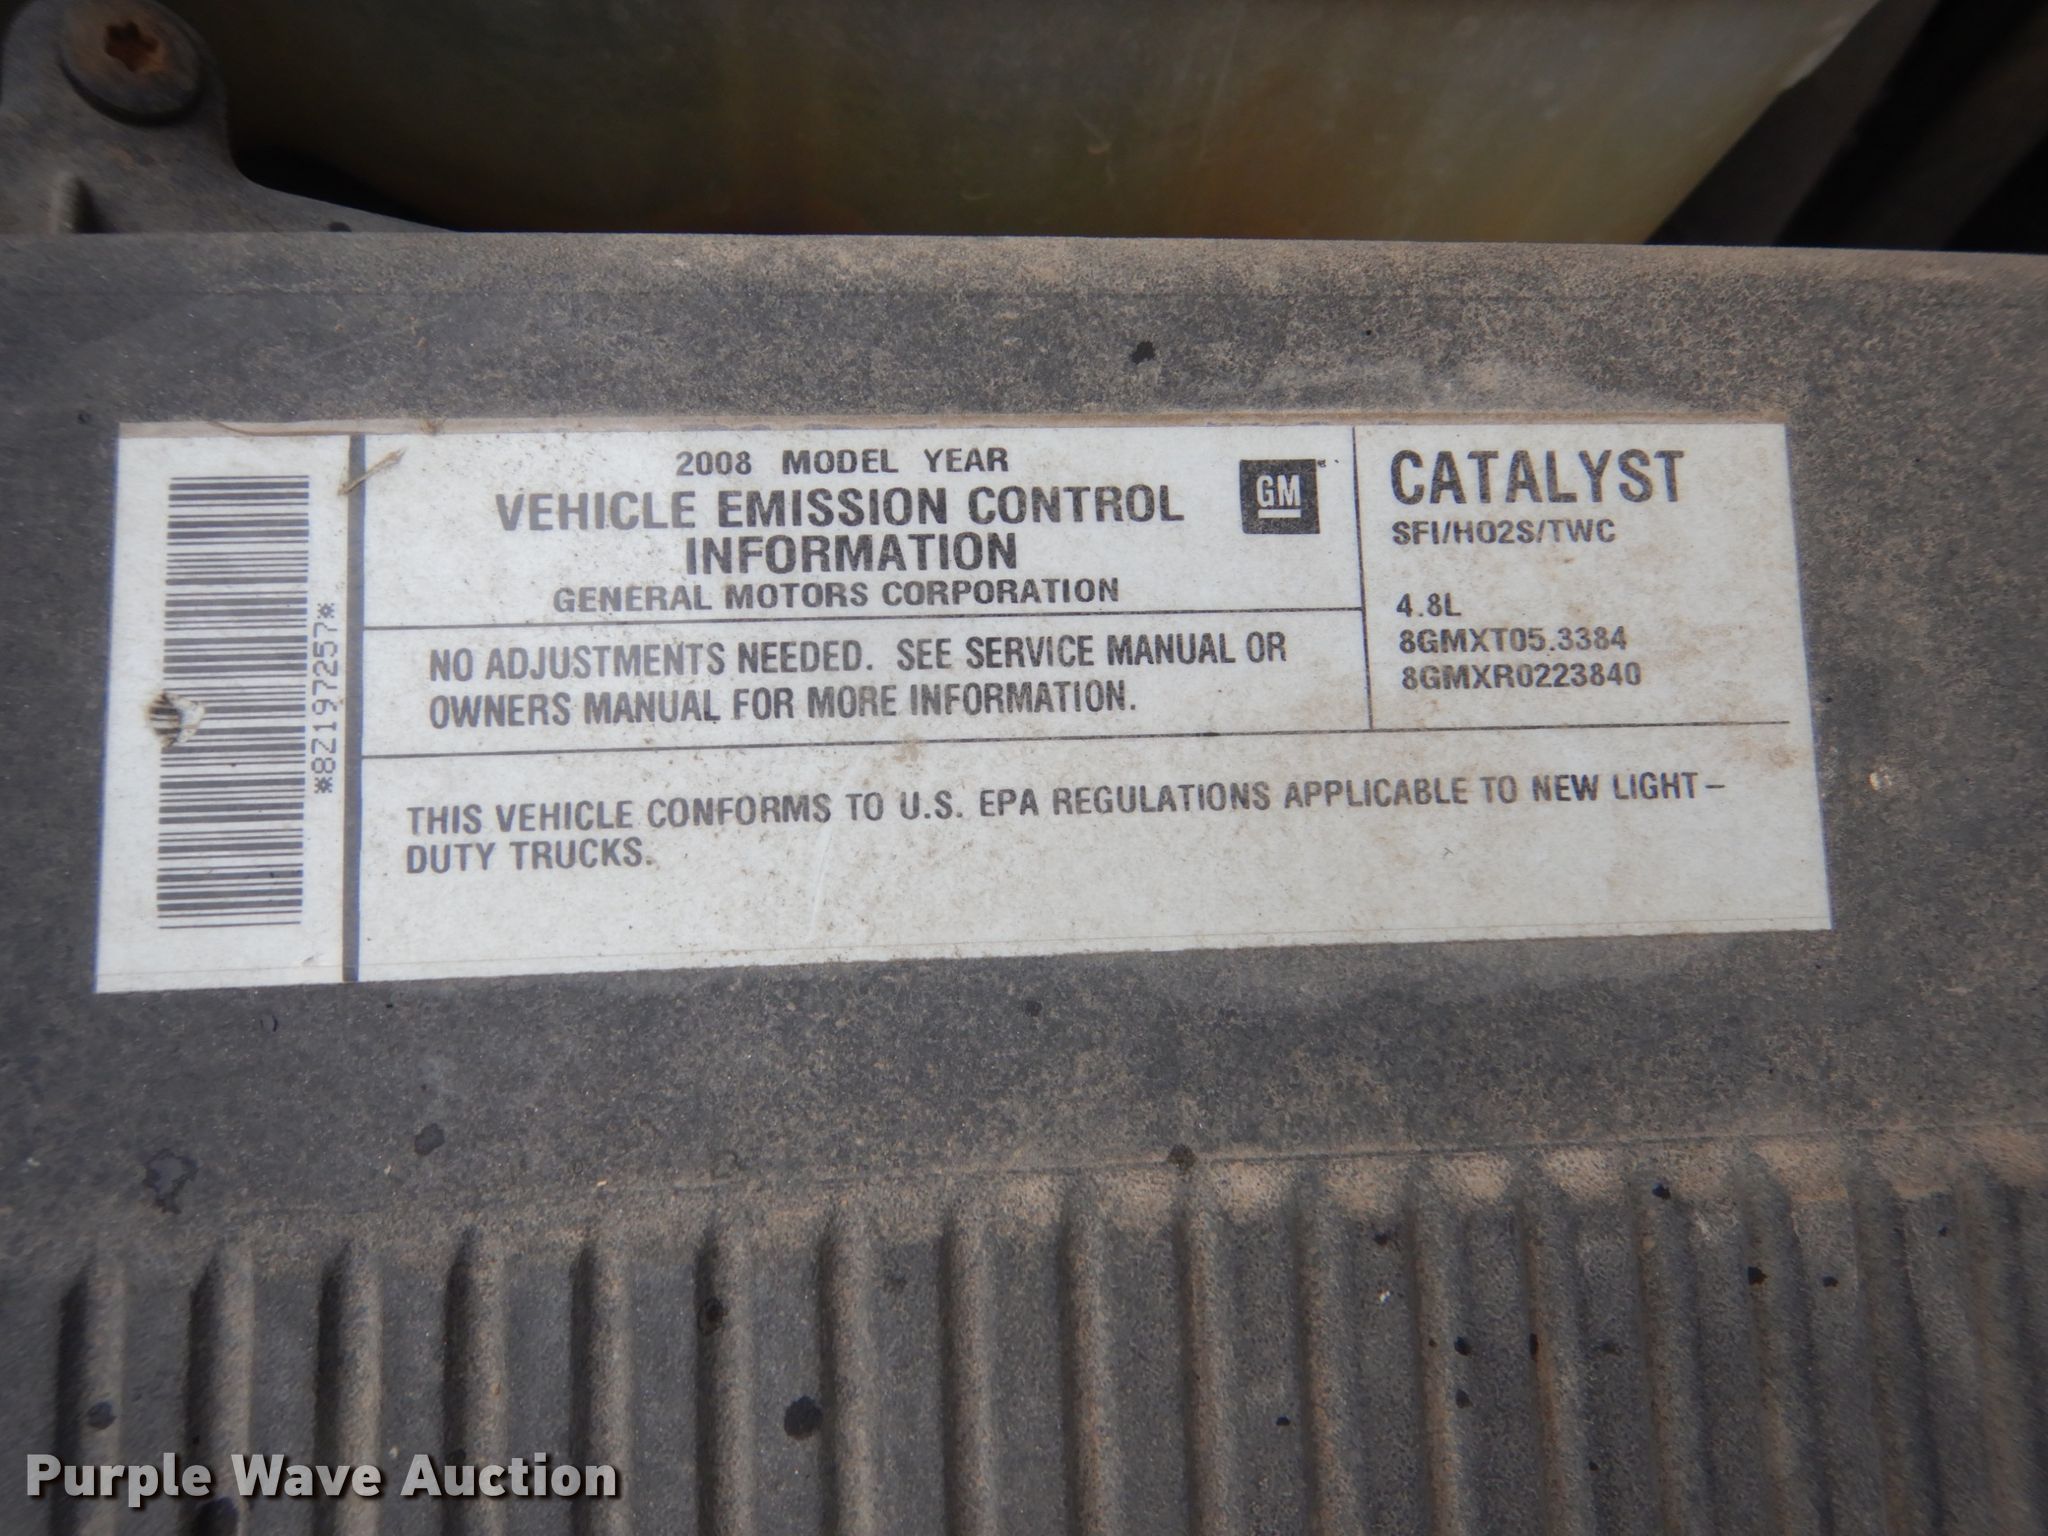 *8Z197257*
2008 MODEL YEAR
VEHICLE EMISSION CONTROL
INFORMATION
GENERAL MOTORS CORPORATION
GM
NO ADJUSTMENTS NEEDED. SEE SERVICE MANUAL OR
OWNERS MANUAL FOR MORE INFORMATION.
CATALYST
SFI/HO2S/TWC
4.8L
8GMXT05.3384
8GMXR0223840
THIS VEHICLE CONFORMS TO U.S. EPA REGULATIONS APPLICABLE TO NEW LIGHT-
DUTY TRUCKS.
Purple Wave Auction